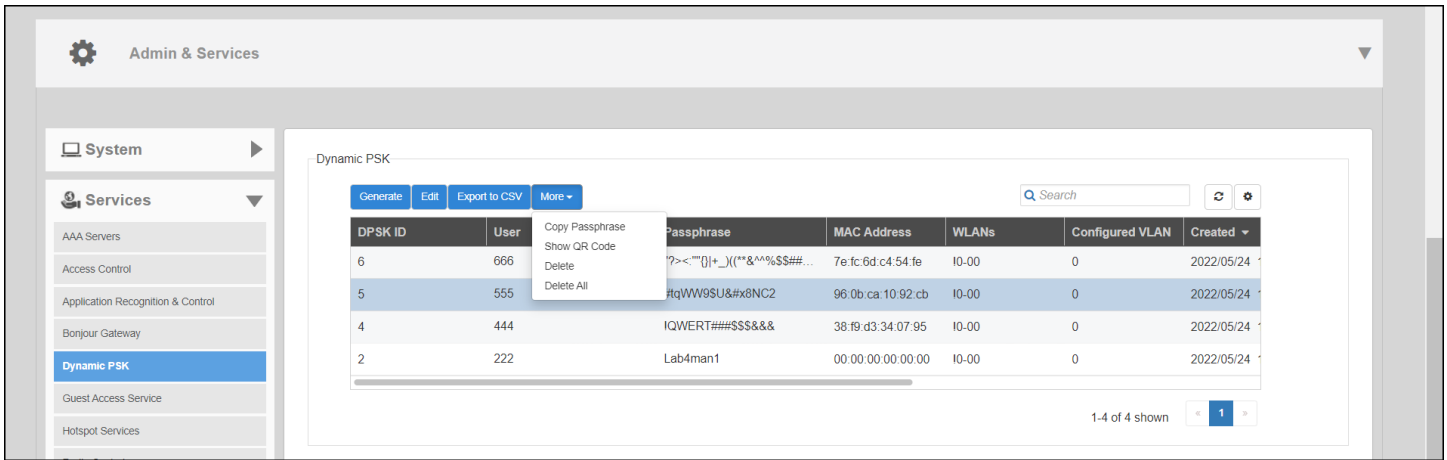 Admin & Services
System
Services
AAA Servers
Access Control
Application Recognition & Control
Bonjour Gateway
Dynamic PSK
Guest Access Service
Hotspot Services
Dynamic PSK
Generate Edit Export to CSV More
Search
Copy Passphrase
Show QR Code
Delete
Delete All
DPSK ID User Passphrase MAC Address WLANs Configured VLAN Created
6 666 7e:fc:6d:c4:54:fe !0-00 0 2022/05/24
5 555 #tqWW9$U&#x8NC2 96:0b:ca:10:92:cb !0-00 0 2022/05/24
4 444 !QWERT###$$$&&& 38:f9:d3:34:07:95 !0-00 0 2022/05/24
2 222 Lab4man1 00:00:00:00:00:00 !0-00 0 2022/05/24
1-4 of 4 shown « 1 »